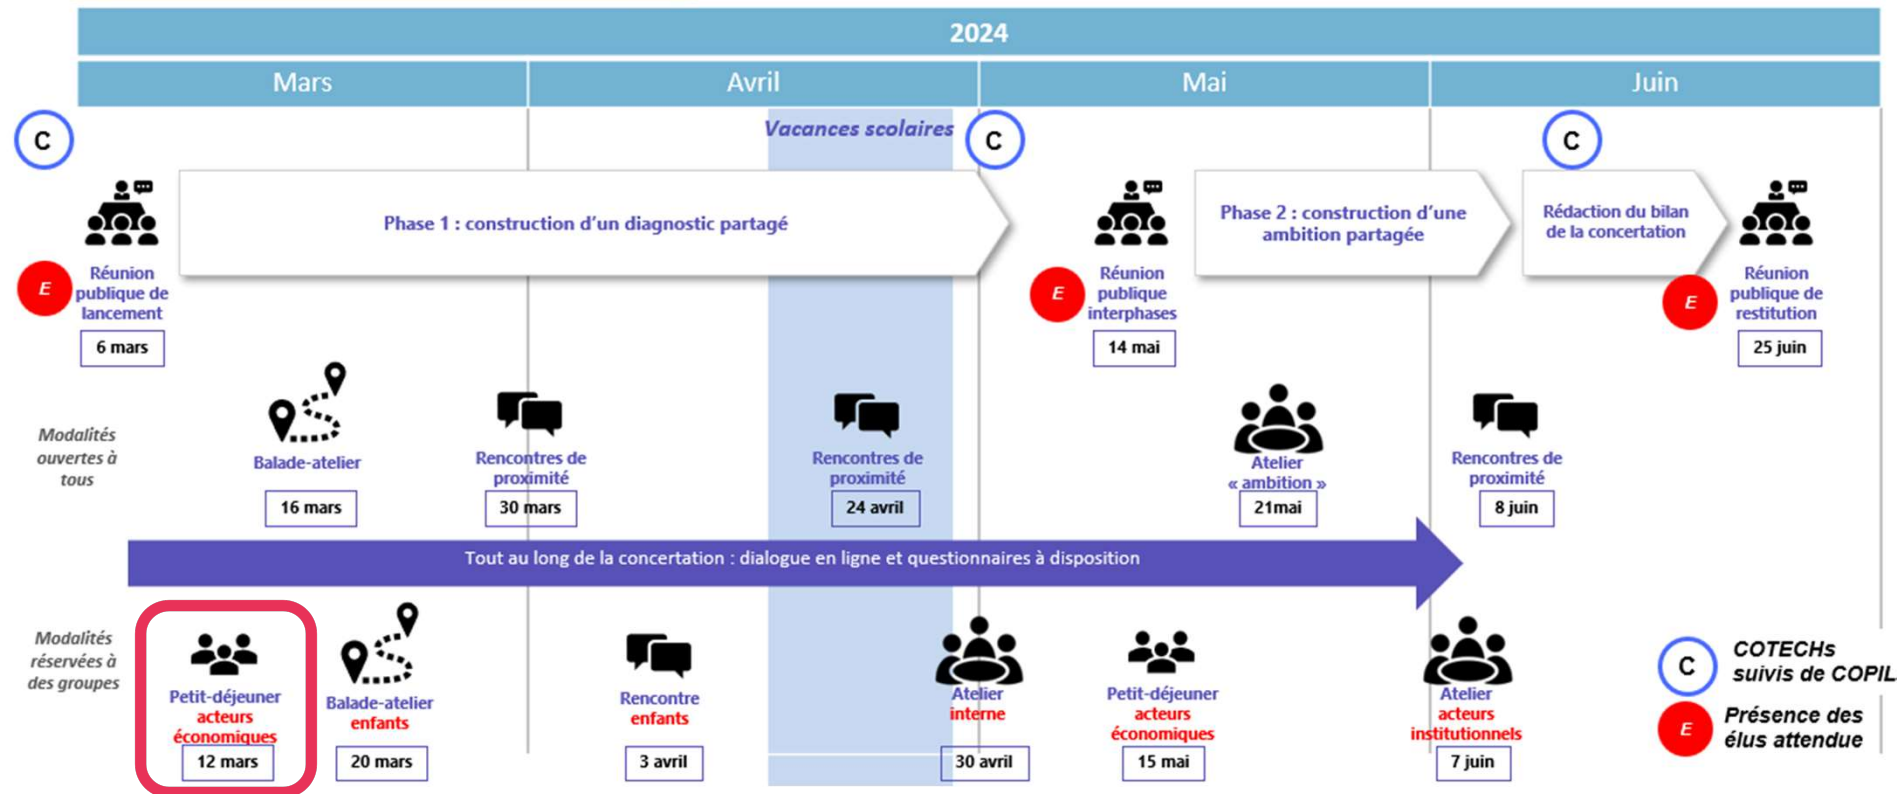 2024
Mars
Avril
Mai
Juin
Vacances scolaires
C
C
C
Phase 1 : construction d'un diagnostic partagé
Phase 2 : construction d'une
ambition partagée
Rédaction du bilan
de la concertation
E
Réunion
publique de
lancement
6 mars
E
Réunion
publique
interphases
14 mai
E
Réunion
publique de
restitution
25 juin
Modalités
ouvertes à
tous
Balade-atelier
16 mars
Rencontres de
proximité
30 mars
Rencontres de
proximité
24 avril
Atelier
« ambition »
21mai
Rencontres de
proximité
8 juin
Tout au long de la concertation : dialogue en ligne et questionnaires à disposition
Modalités
réservées à
des groupes
Petit-déjeuner
acteurs
économiques
12 mars
Balade-atelier
enfants
20 mars
Rencontre
enfants
3 avril
Atelier
interne
30 avril
Petit-déjeuner
acteurs
économiques
15 mai
Atelier
acteurs
institutionnels
7 juin
C
COTECHs
suivis de COPIL
E
Présence des
élus attendue